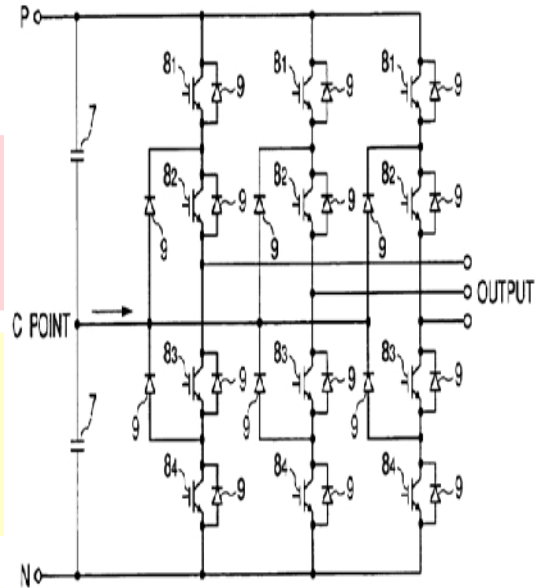 P
8₁ 9 8₁ 9 8₁ 9
7
8₂ 9 8₂ 9 8₂ 9
9 9 9
OUTPUT
C POINT
8₃ 9 8₃ 9 8₃ 9
9 9 9
7
8₄ 9 8₄ 9 8₄ 9
N